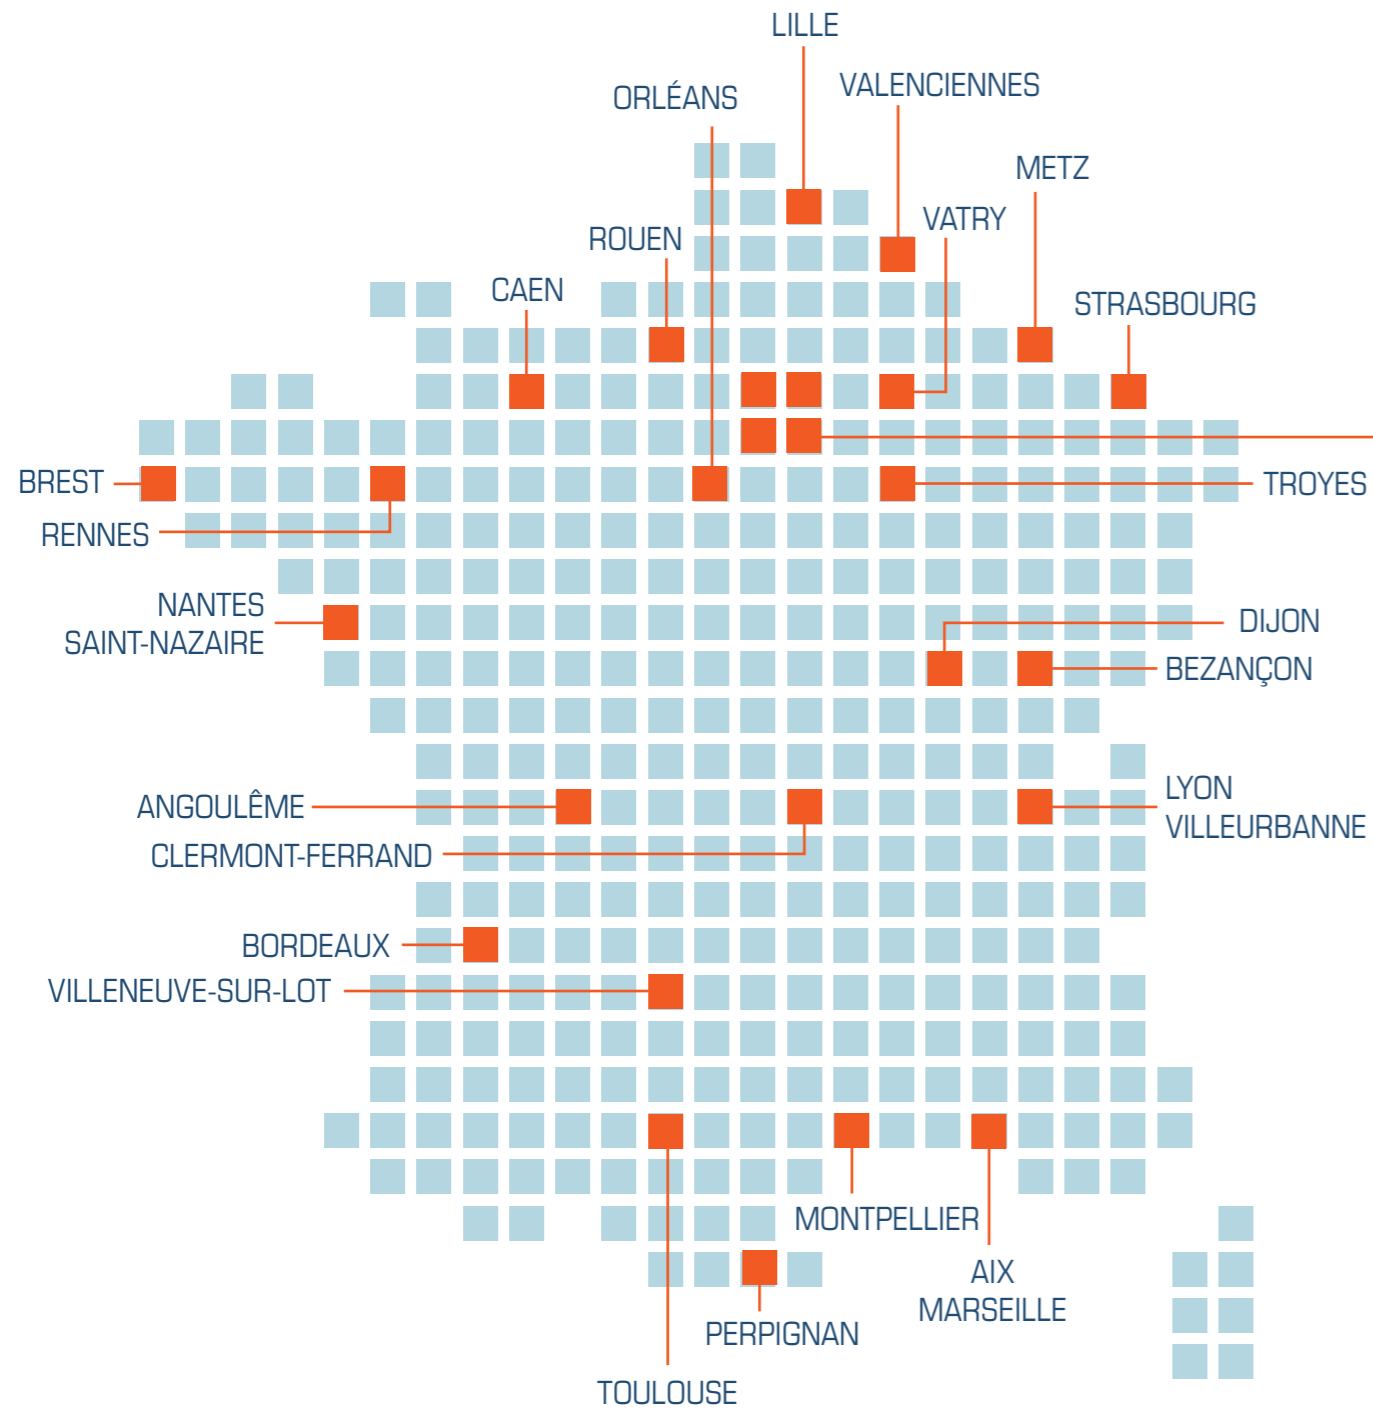 LILLE
VALENCIENNES
ORLÉANS
METZ
VATRY
ROUEN
CAEN
STRASBOURG
BREST
TROYES
RENNES
NANTES
SAINT-NAZAIRE
DIJON
BEZANÇON
ANGOULÊME
LYON
VILLEURBANNE
CLERMONT-FERRAND
BORDEAUX
VILLENEUVE-SUR-LOT
MONTPELLIER
AIX
MARSEILLE
PERPIGNAN
TOULOUSE